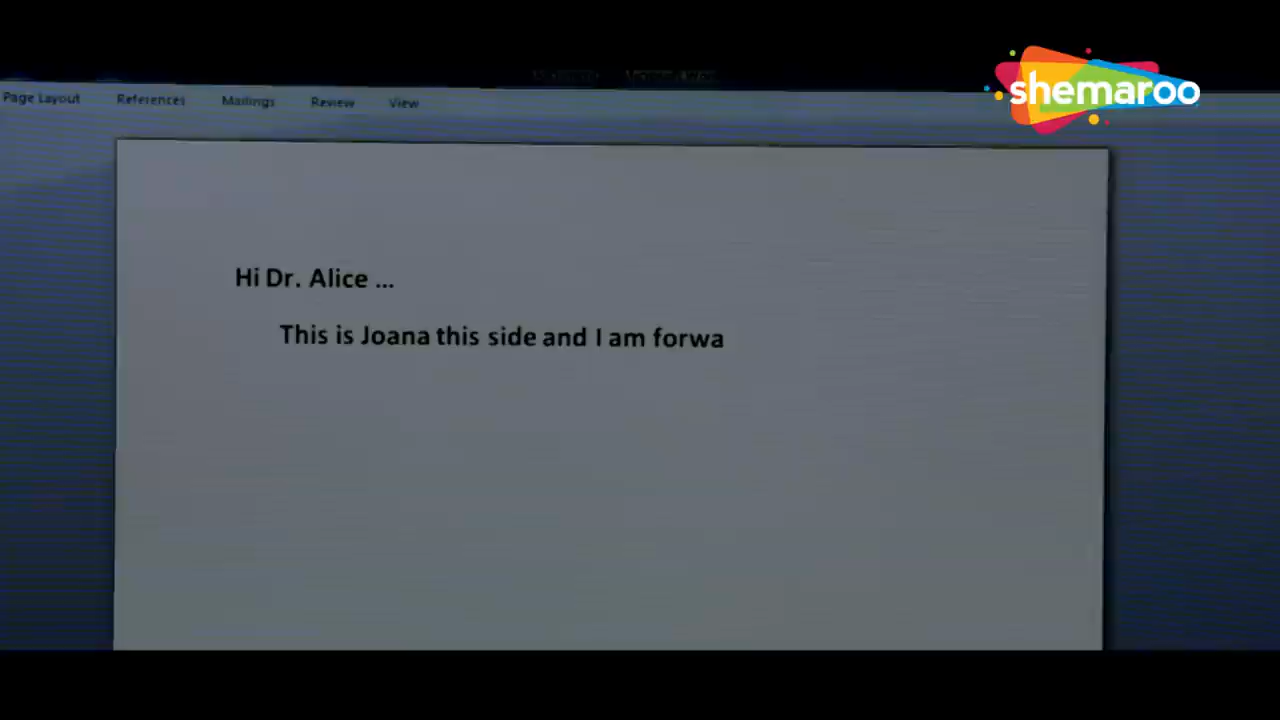 shemaroo
Page Layout References Mailings Review View
Hi Dr. Alice ...
This is Joana this side and I am forwa